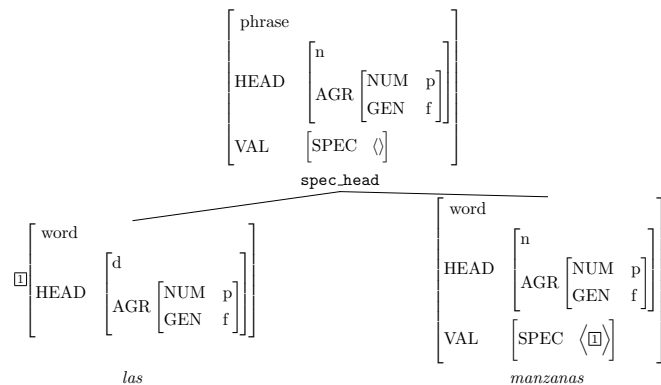 phrase
n
HEAD
NUM p
AGR
GEN f
VAL [SPEC ⟨⟩]
spec_head
word
d
1
HEAD
NUM p
AGR
GEN f
las
word
n
HEAD
NUM p
AGR
GEN f
VAL [SPEC ⟨1⟩]
manzanas